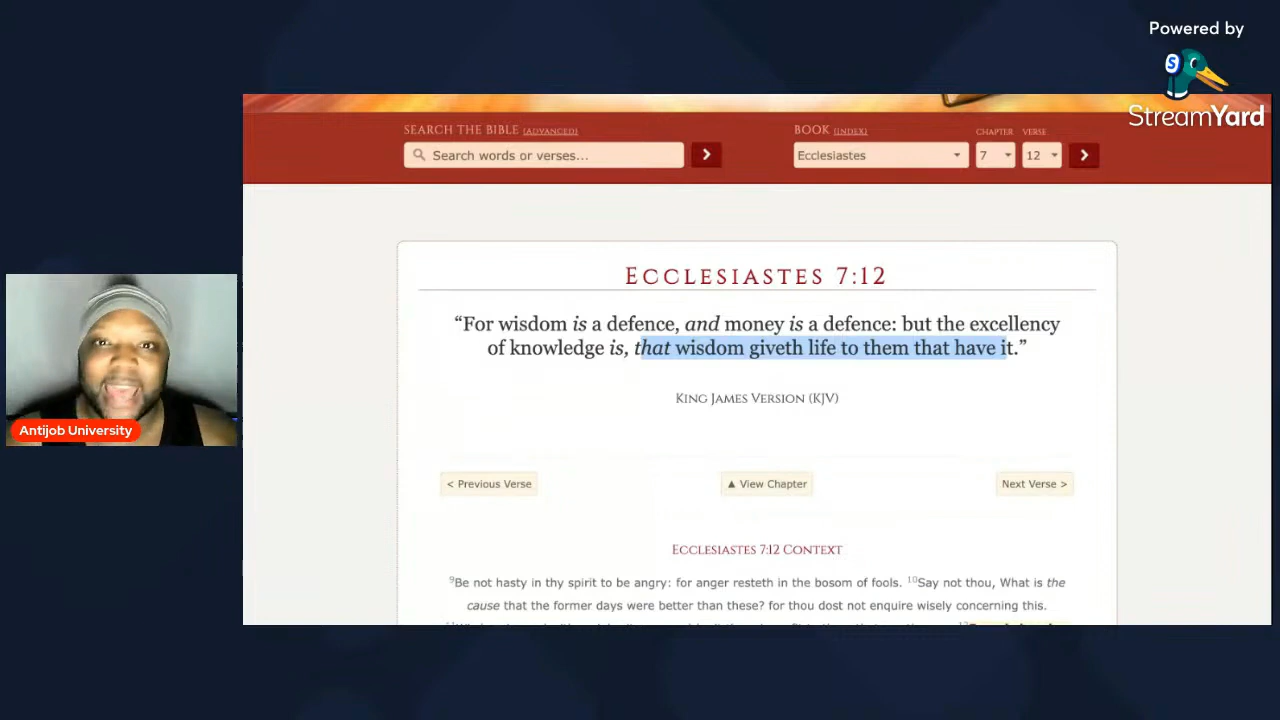 Powered by
StreamYard
SEARCH THE BIBLE (ADVANCED)
BOOK (INDEX)
CHAPTER
VERSE
Search words or verses...
Ecclesiastes
7
12
ECCLESIASTES 7:12
“For wisdom is a defence, and money is a defence: but the excellency
of knowledge is, that wisdom giveth life to them that have it.”
KING JAMES VERSION (KJV)
Antijob University
< Previous Verse
▲ View Chapter
Next Verse >
ECCLESIASTES 7:12 CONTEXT
9Be not hasty in thy spirit to be angry: for anger resteth in the bosom of fools. 10Say not thou, What is the
cause that the former days were better than these? for thou dost not enquire wisely concerning this.